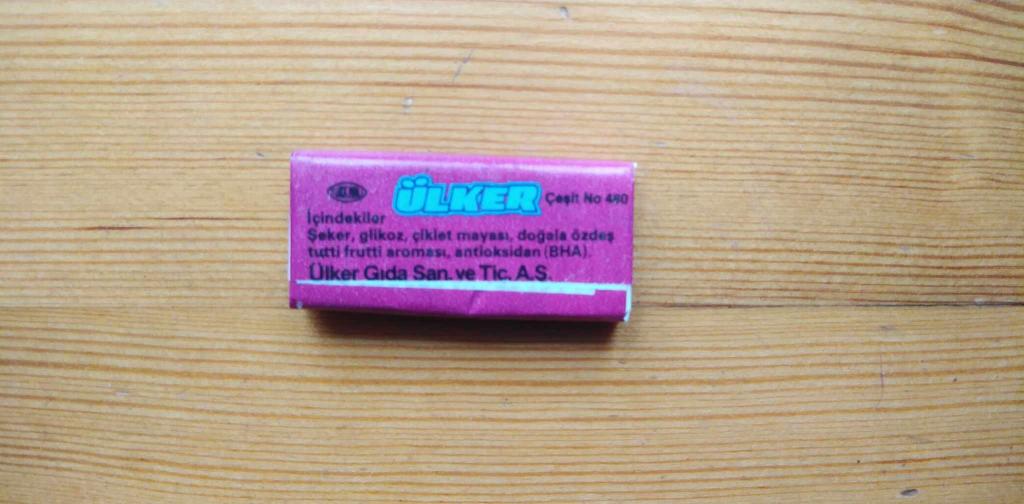 ÜLKER Çeşit No 480
İçindekiler
Şeker, glikoz, çiklet mayası, doğala özdeş
tutti frutti aroması, antioksidan (BHA).
Ülker Gıda San. ve Tic. A.Ş.